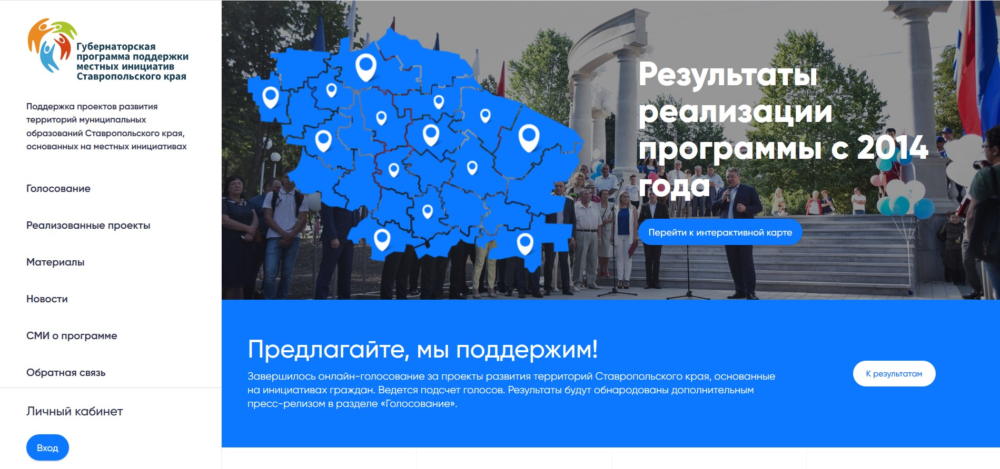 Губернаторская
программа поддержки
местных инициатив
Ставропольского края
Поддержка проектов развития
территорий муниципальных
образований Ставропольского края,
основанных на местных инициативах
Голосование
Реализованные проекты
Материалы
Новости
СМИ о программе
Обратная связь
Личный кабинет
Вход
Результаты
реализации
программы с 2014
года
Перейти к интерактивной карте
Предлагайте, мы поддержим!
Завершилось онлайн-голосование за проекты развития территорий Ставропольского края, основанные
на инициативах граждан. Ведется подсчет голосов. Результаты будут обнародованы дополнительным
пресс-релизом в разделе «Голосование».
К результатам